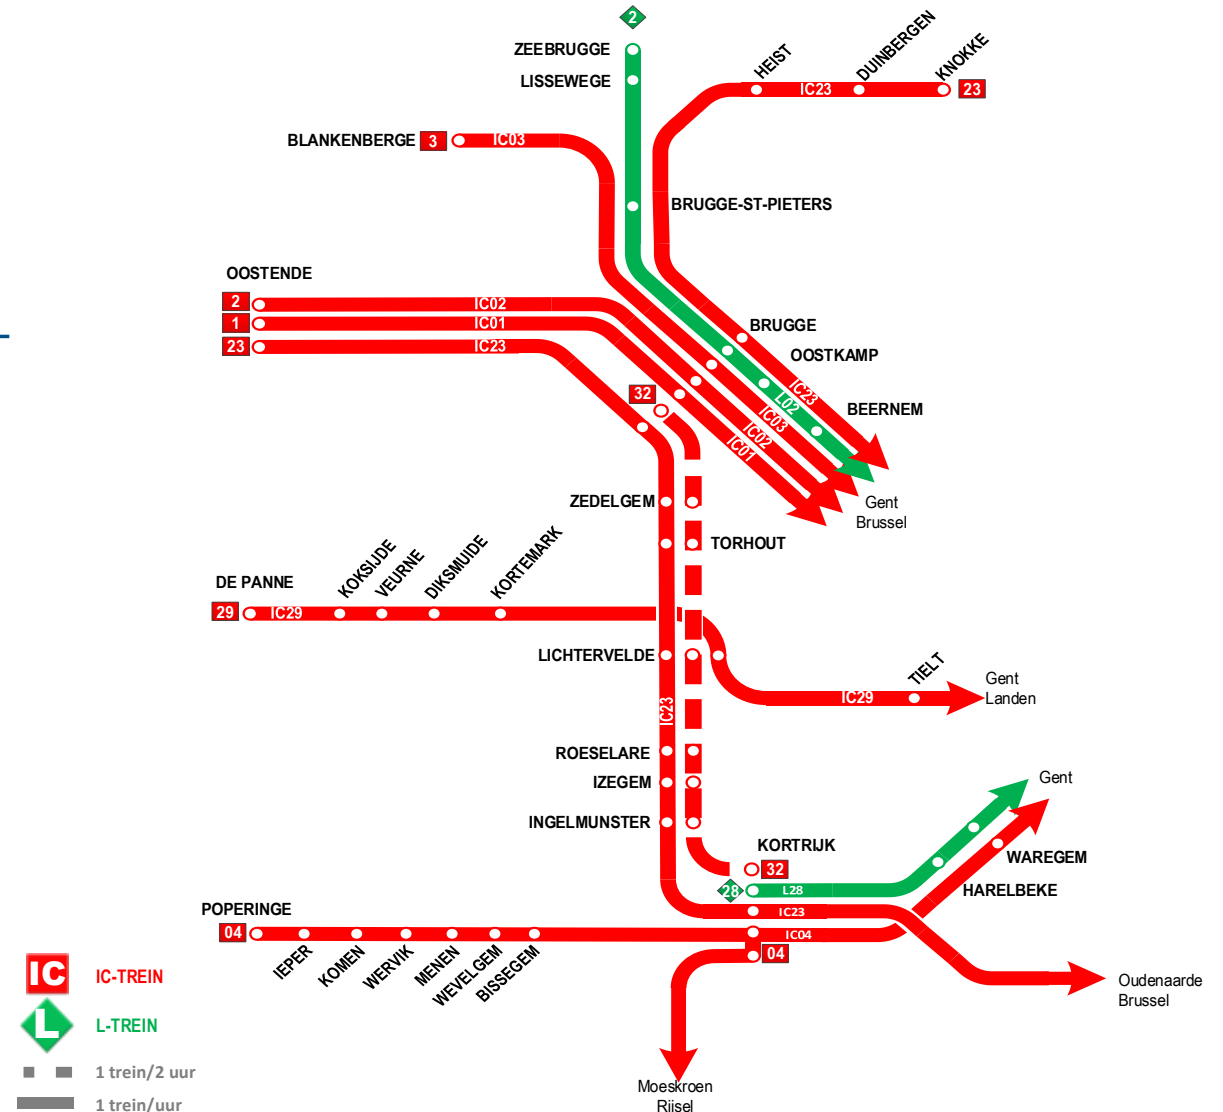 2
ZEEBRUGGE
LISSEWEGE
HEIST
DUINBERGEN
KNOKKE
IC23
23
BLANKENBERGE
3
IC03
BRUGGE-ST-PIETERS
OOSTENDE
2
IC02
1
IC01
23
IC23
BRUGGE
OOSTKAMP
BEERNEM
32
IC23
L02
IC03
IC02
IC01
Gent
Brussel
ZEDELGEM
TORHOUT
DE PANNE
KOKSIJDE
VEURNE
DIKSMUIDE
KORTEMARK
29
IC29
LICHTERVELDE
TIELT
IC29
Gent
Landen
IC23
ROESELARE
IZEGEM
INGELMUNSTER
Gent
KORTRIJK
32
WAREGEM
28
L28
HARELBEKE
POPERINGE
IC23
04
IC04
IEPER
KOMEN
WERVIK
MENEN
WEVELGEM
BISSEGEM
04
Oudenaarde
Brussel
Moeskroen
Rijsel
IC
IC-TREIN
L
L-TREIN
1 trein/2 uur
1 trein/uur